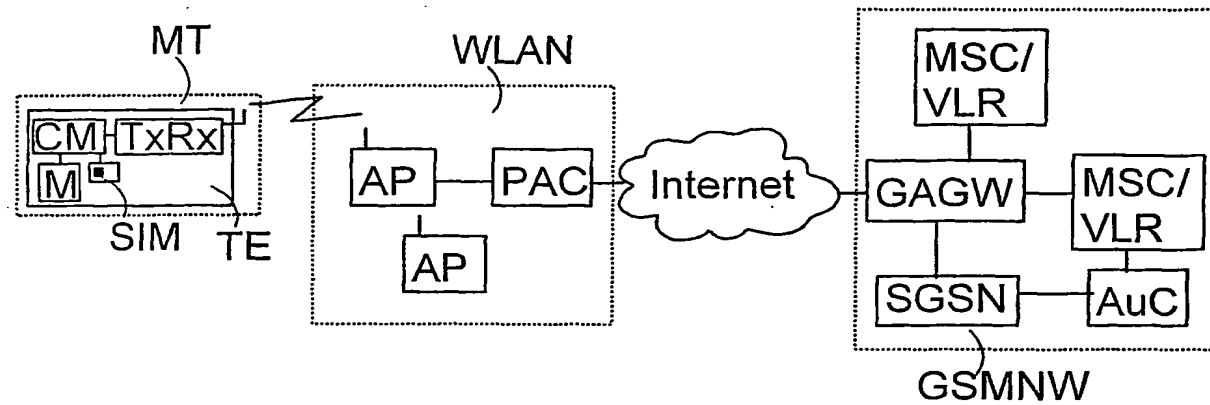 MT
WLAN
CM TxRx
M
SIM
TE
AP
PAC
AP
Internet
MSC/
VLR
GAGW
MSC/
VLR
SGSN
AuC
GSMNW